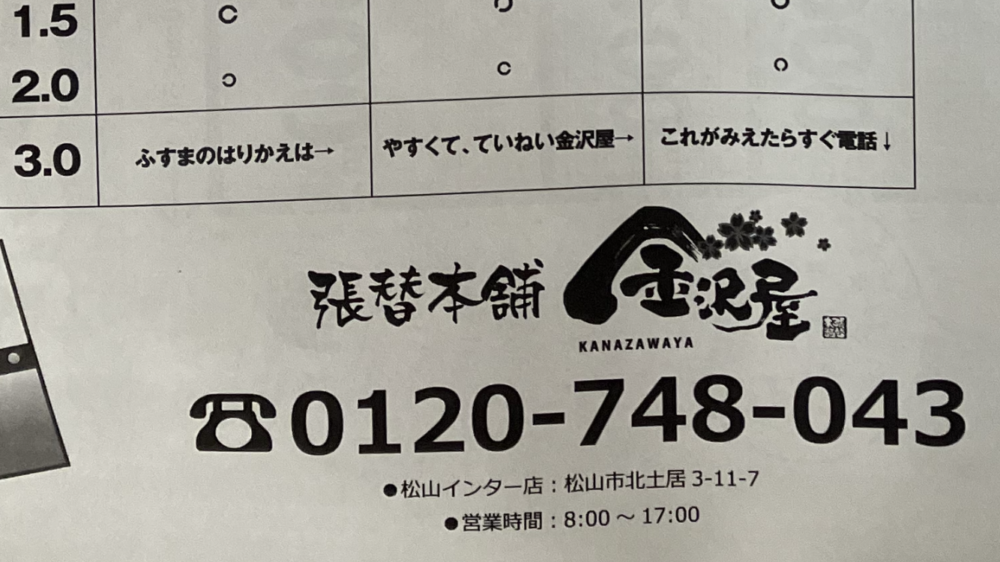 1.5
2.0
3.0 ふすまのはりかえは→ やすくて、ていねい金沢屋→ これがみえたらすぐ電話↓
張替本舗 金沢屋
KANAZAWAYA
☎0120-748-043
●松山インター店：松山市北土居3-11-7
●営業時間：8:00～17:00